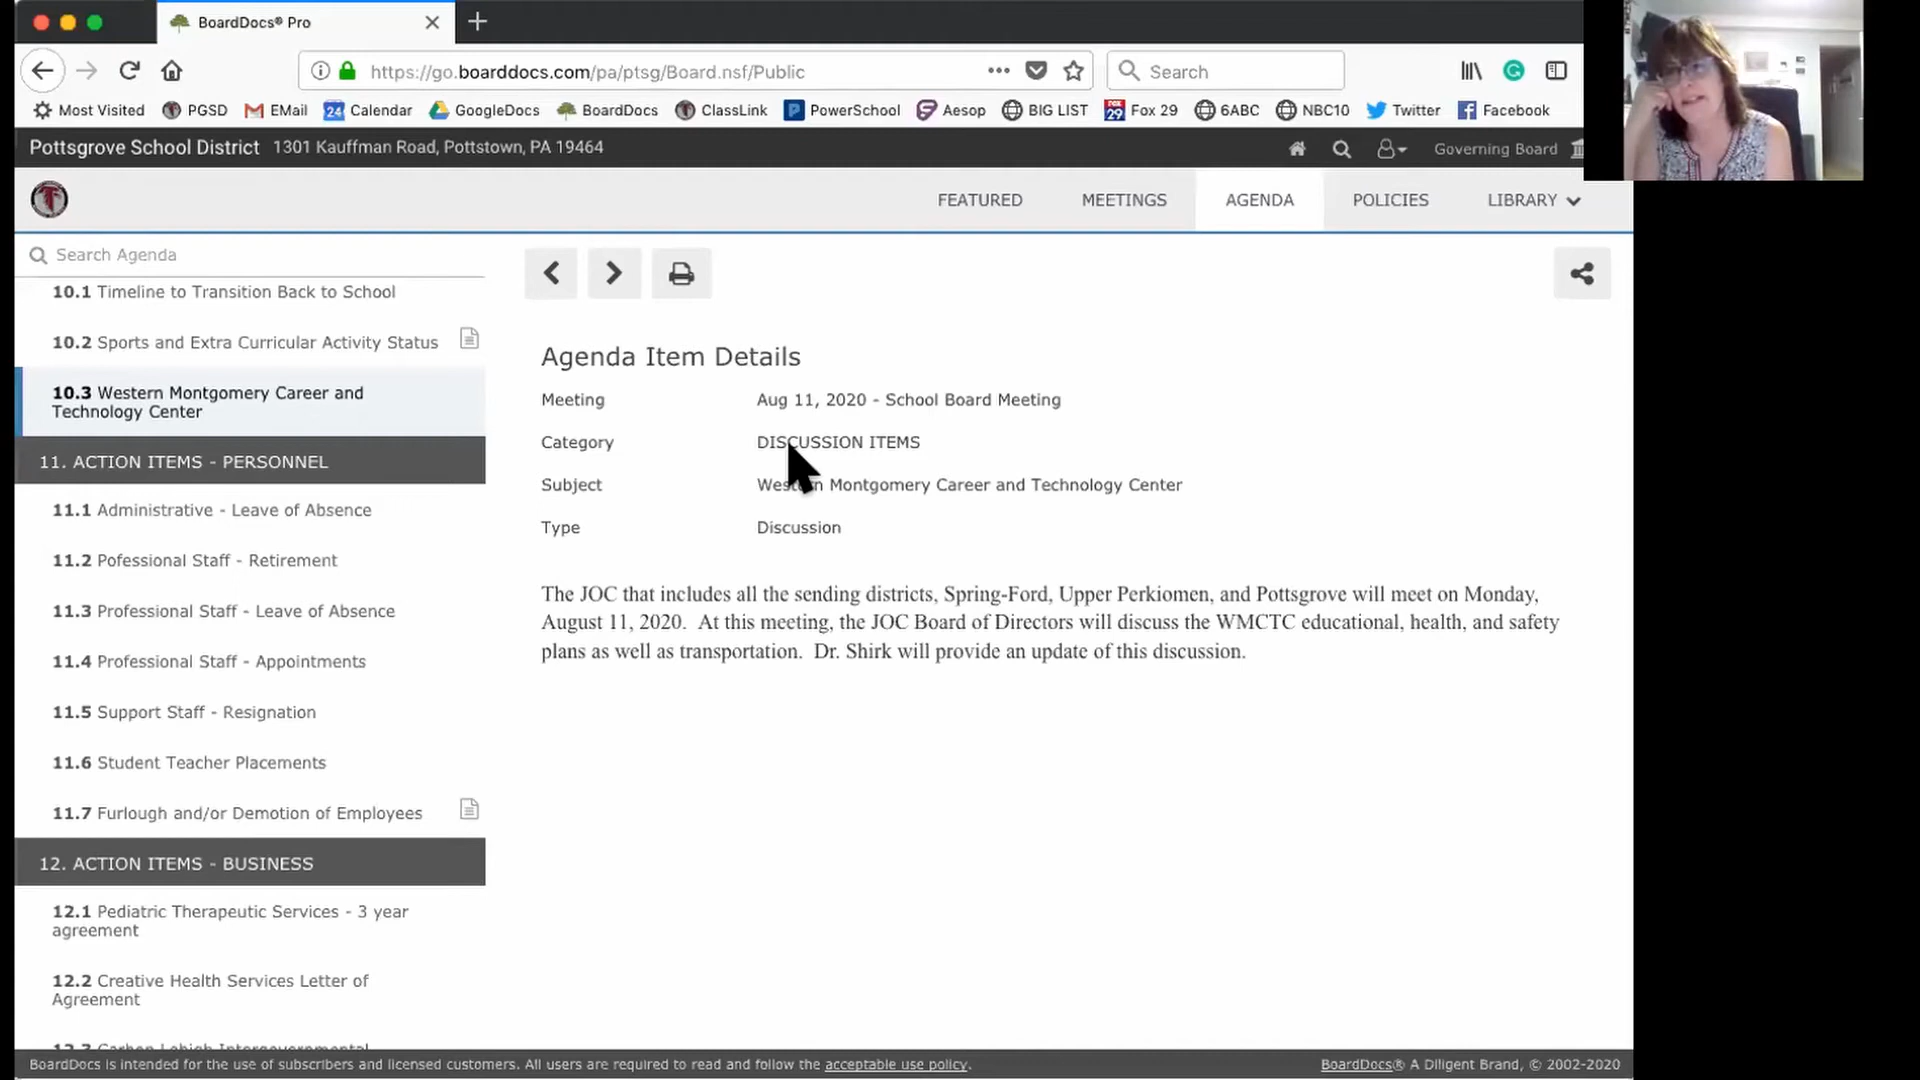 BoardDocs® Pro
https://go.boarddocs.com/pa/ptsg/Board.nsf/Public
Search
Most Visited PGSD EMail 24 Calendar GoogleDocs BoardDocs ClassLink PowerSchool Aesop BIG LIST Fox 29 6ABC NBC10 Twitter Facebook
Pottsgrove School District 1301 Kauffman Road, Pottstown, PA 19464
Governing Board
FEATURED MEETINGS AGENDA POLICIES LIBRARY
Search Agenda
10.1 Timeline to Transition Back to School
10.2 Sports and Extra Curricular Activity Status
10.3 Western Montgomery Career and
Technology Center
11. ACTION ITEMS - PERSONNEL
11.1 Administrative - Leave of Absence
11.2 Pofessional Staff - Retirement
11.3 Professional Staff - Leave of Absence
11.4 Professional Staff - Appointments
11.5 Support Staff - Resignation
11.6 Student Teacher Placements
11.7 Furlough and/or Demotion of Employees
12. ACTION ITEMS - BUSINESS
12.1 Pediatric Therapeutic Services - 3 year
agreement
12.2 Creative Health Services Letter of
Agreement
Agenda Item Details
Meeting Aug 11, 2020 - School Board Meeting
Category DISCUSSION ITEMS
Subject Western Montgomery Career and Technology Center
Type Discussion
The JOC that includes all the sending districts, Spring-Ford, Upper Perkiomen, and Pottsgrove will meet on Monday,
August 11, 2020. At this meeting, the JOC Board of Directors will discuss the WMCTC educational, health, and safety
plans as well as transportation. Dr. Shirk will provide an update of this discussion.
BoardDocs is intended for the use of subscribers and licensed customers. All users are required to read and follow the acceptable use policy.
BoardDocs® A Diligent Brand, © 2002-2020